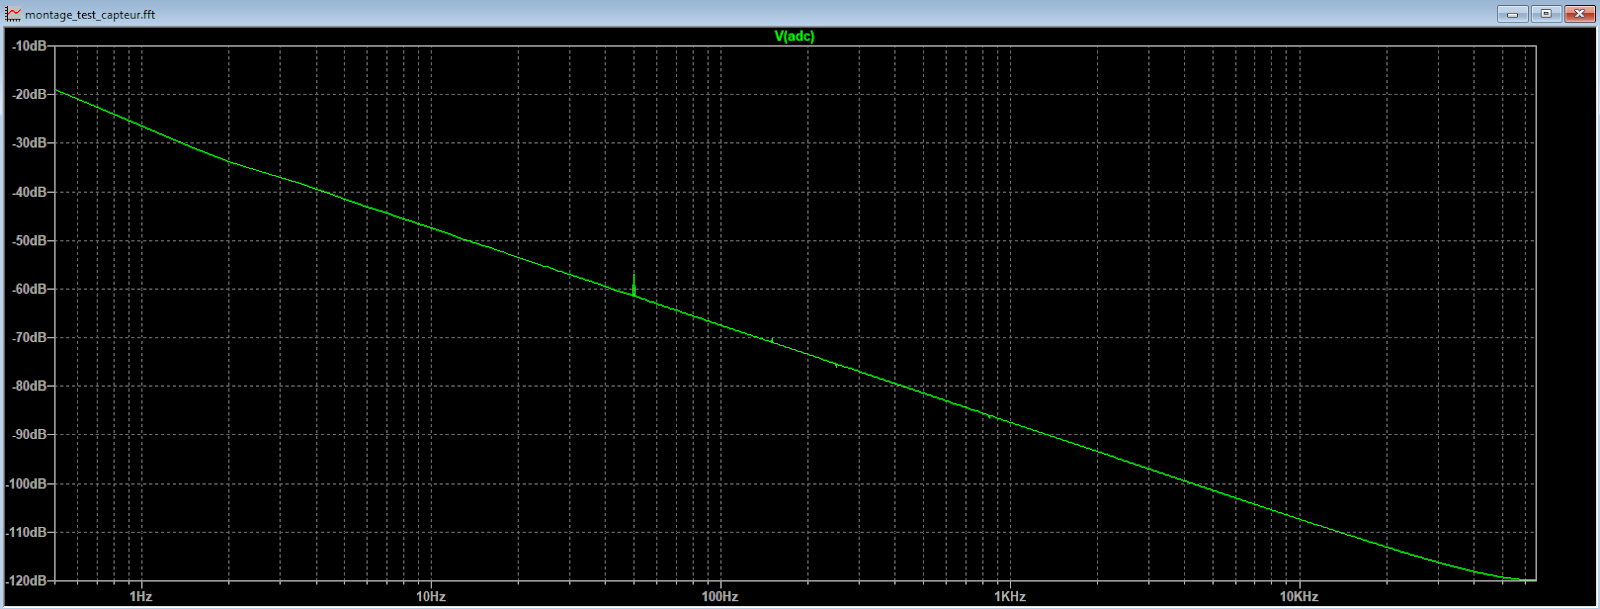 montage_test_capteur.fft
V(adc)
-10dB
-20dB
-30dB
-40dB
-50dB
-60dB
-70dB
-80dB
-90dB
-100dB
-110dB
-120dB
1Hz 10Hz 100Hz 1KHz 10KHz